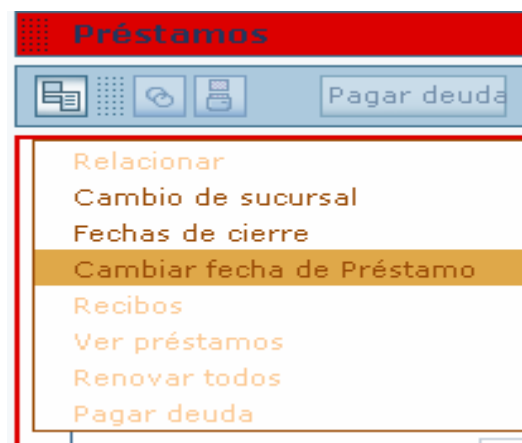 Préstamos
Pagar deuda
Relacionar
Cambio de sucursal
Fechas de cierre
Cambiar fecha de Préstamo
Recibos
Ver préstamos
Renovar todos
Pagar deuda